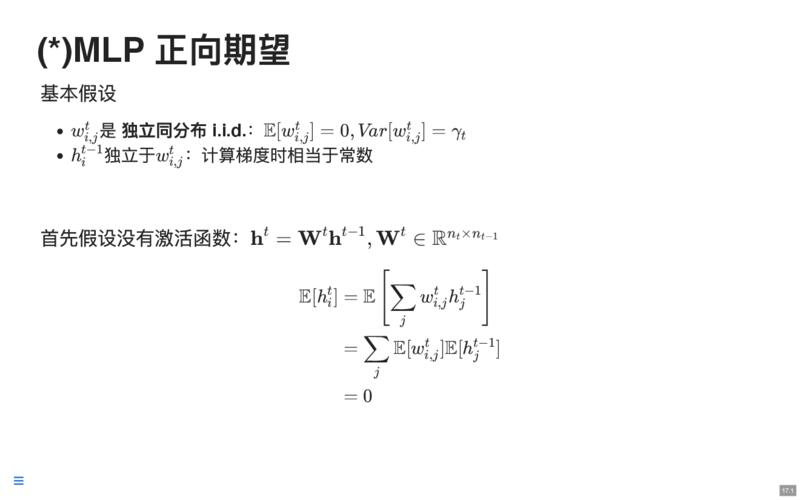 (*)MLP 正向期望
基本假设
• $w_{i,j}^t$是 独立同分布 i.i.d.：$\mathbb{E}[w_{i,j}^t] = 0, Var[w_{i,j}^t] = \gamma_t$
• $h_i^{t-1}$独立于$w_{i,j}^t$：计算梯度时相当于常数
首先假设没有激活函数：$\mathbf{h}^t = \mathbf{W}^t\mathbf{h}^{t-1}, \mathbf{W}^t \in \mathbb{R}^{n_t \times n_{t-1}}$
$\mathbb{E}[h_i^t] = \mathbb{E}\left[\sum_j w_{i,j}^t h_j^{t-1}\right]$
$= \sum_j \mathbb{E}[w_{i,j}^t]\mathbb{E}[h_j^{t-1}]$
$= 0$
17.1